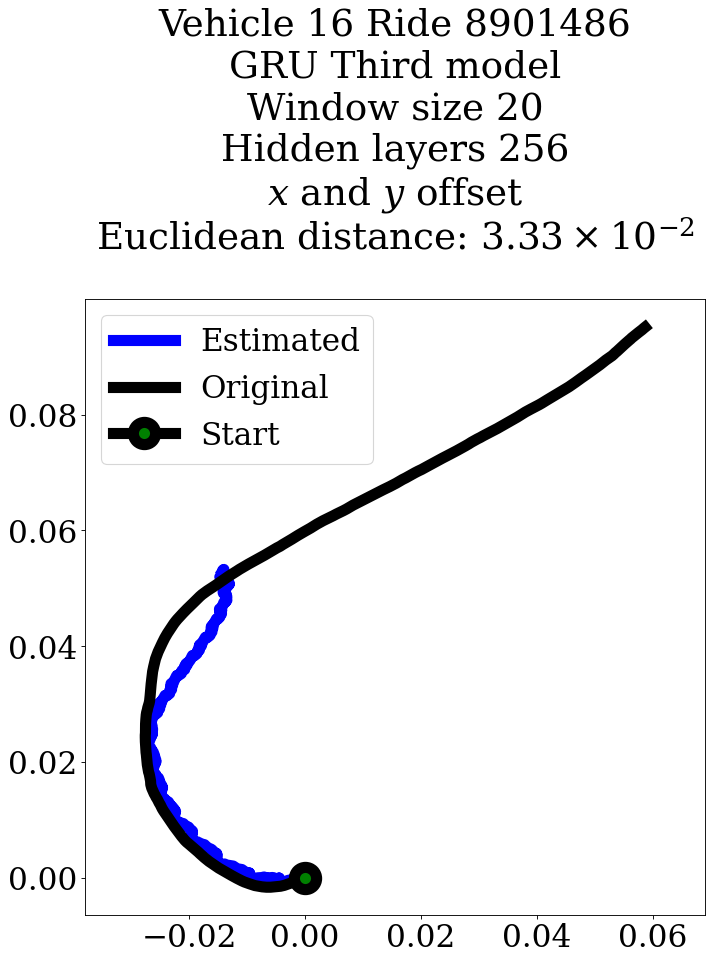 Vehicle 16 Ride 8901486
GRU Third model
Window size 20
Hidden layers 256
x and y offset
Euclidean distance: 3.33 × 10⁻²
Estimated
Original
Start
0.08
0.06
0.04
0.02
0.00
−0.02 0.00 0.02 0.04 0.06